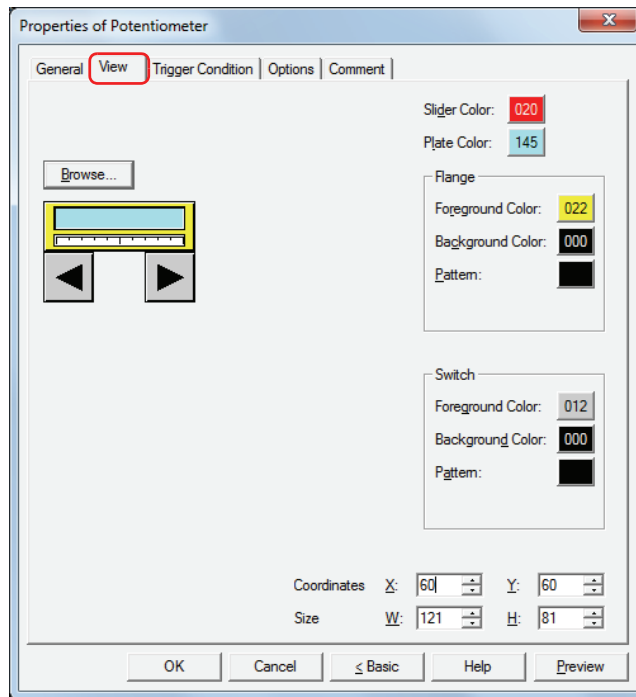 Properties of Potentiometer
x
General View Trigger Condition Options Comment
Slider Color: 020
Plate Color: 145
Browse...
Flange
Foreground Color: 022
Background Color: 000
Pattern:
Switch
Foreground Color: 012
Background Color: 000
Pattern:
Coordinates X: 60 Y: 60
Size W: 121 H: 81
OK Cancel < Basic Help Preview